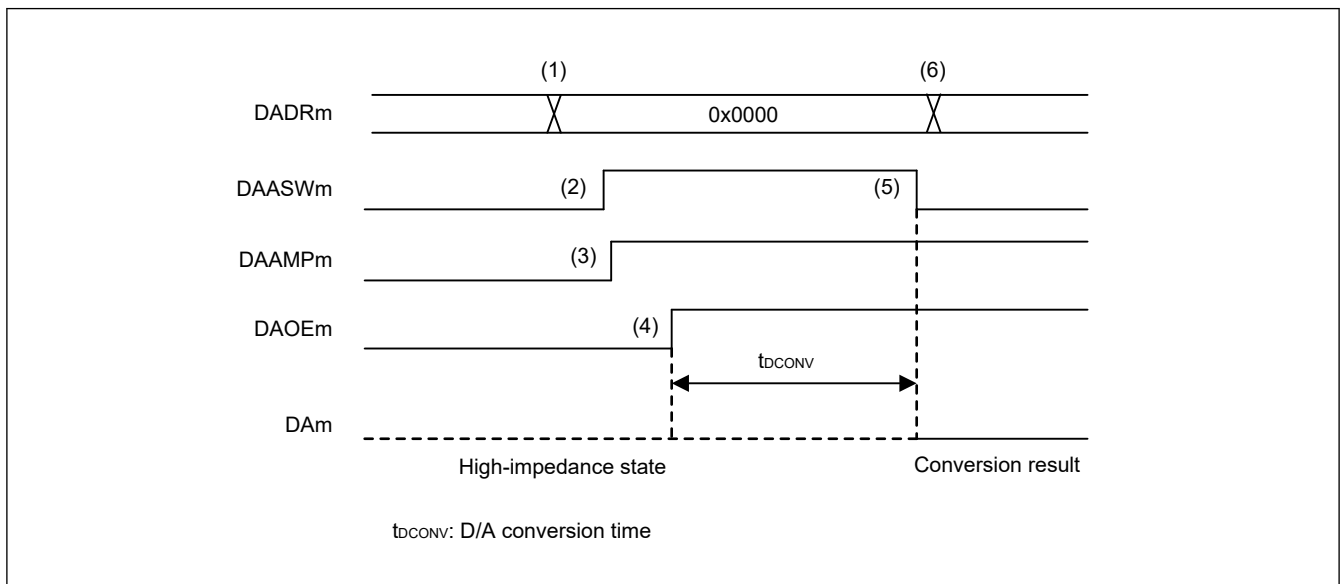 (1) (6)
DADRm 0x0000
DAASWm (2) (5)
DAAMPm (3)
DAOEm (4)
tDCONV
DAm
High-impedance state Conversion result
tDCONV: D/A conversion time